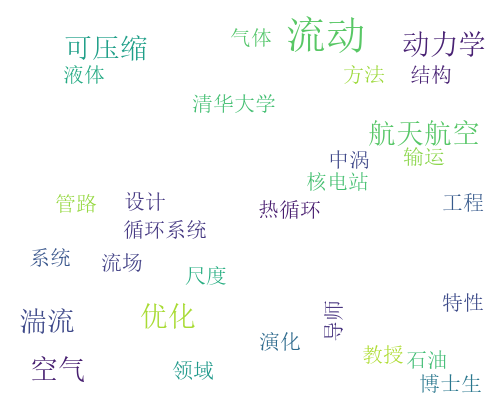 流动
气体
动力学
可压缩
液体
方法
结构
清华大学
航天航空
中涡
输运
核电站
管路
设计
热循环
工程
循环系统
系统
流场
尺度
特性
湍流
优化
导师
演化
教授
石油
空气
领域
博士生